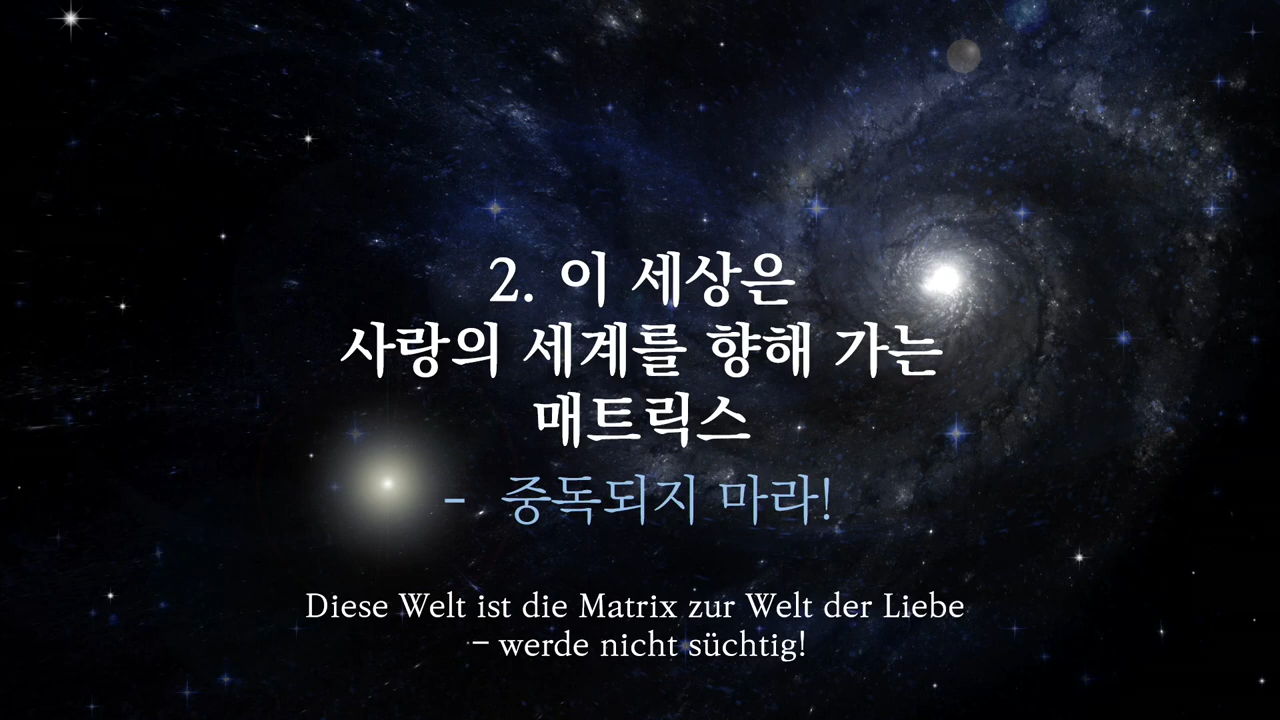 2. 이 세상은
사랑의 세계를 향해 가는
매트릭스
- 중독되지 마라!
Diese Welt ist die Matrix zur Welt der Liebe
– werde nicht süchtig!